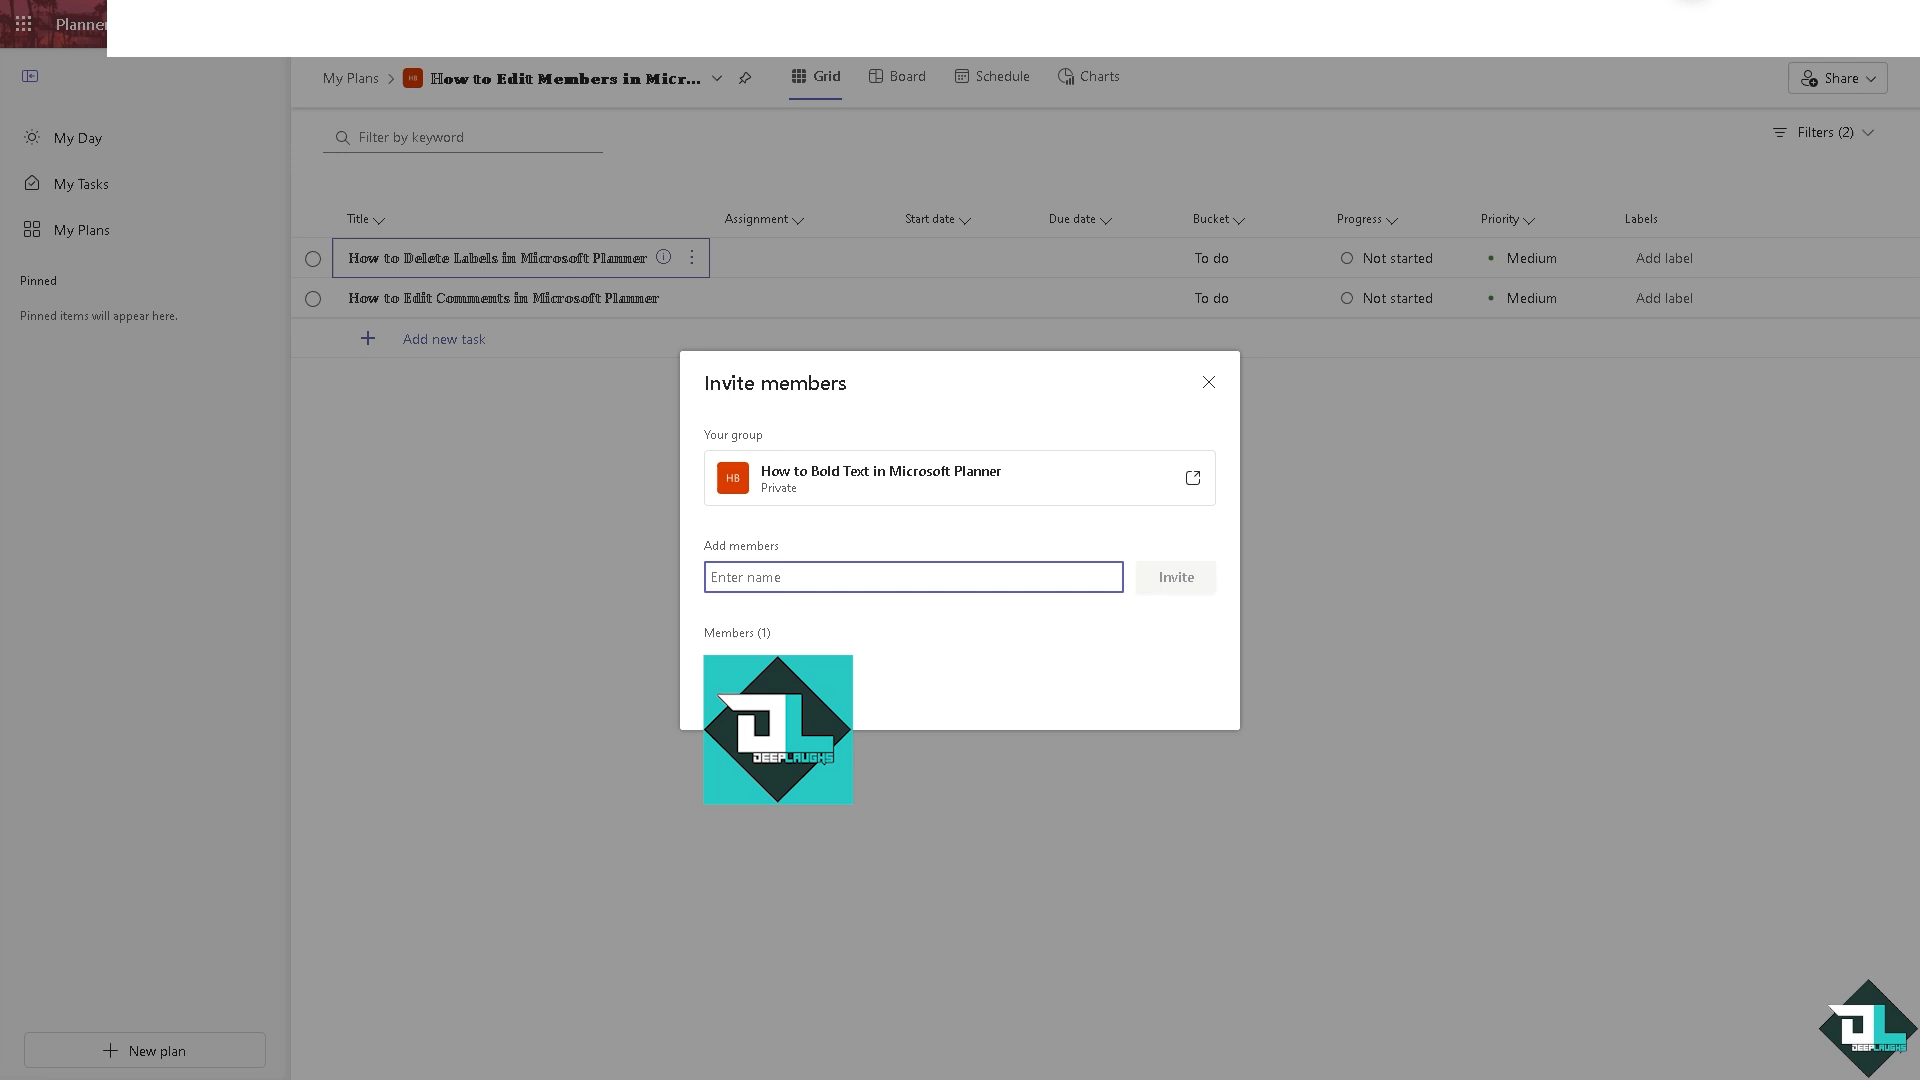 Planner
My Plans
HB
How to Edit Members in Micr...
Grid
Board
Schedule
Charts
Share
My Day
My Tasks
My Plans
Pinned
Pinned items will appear here.
Filter by keyword
Filters (2)
Title
Assignment
Start date
Due date
Bucket
Progress
Priority
Labels
How to Delete Labels in Microsoft Planner
To do
Not started
Medium
Add label
How to Edit Comments in Microsoft Planner
To do
Not started
Medium
Add label
Add new task
Invite members
Your group
HB
How to Bold Text in Microsoft Planner
Private
Add members
Enter name
Invite
Members (1)
DL
DEEPLAUGHS
New plan
DL
DEEPLAUGHS